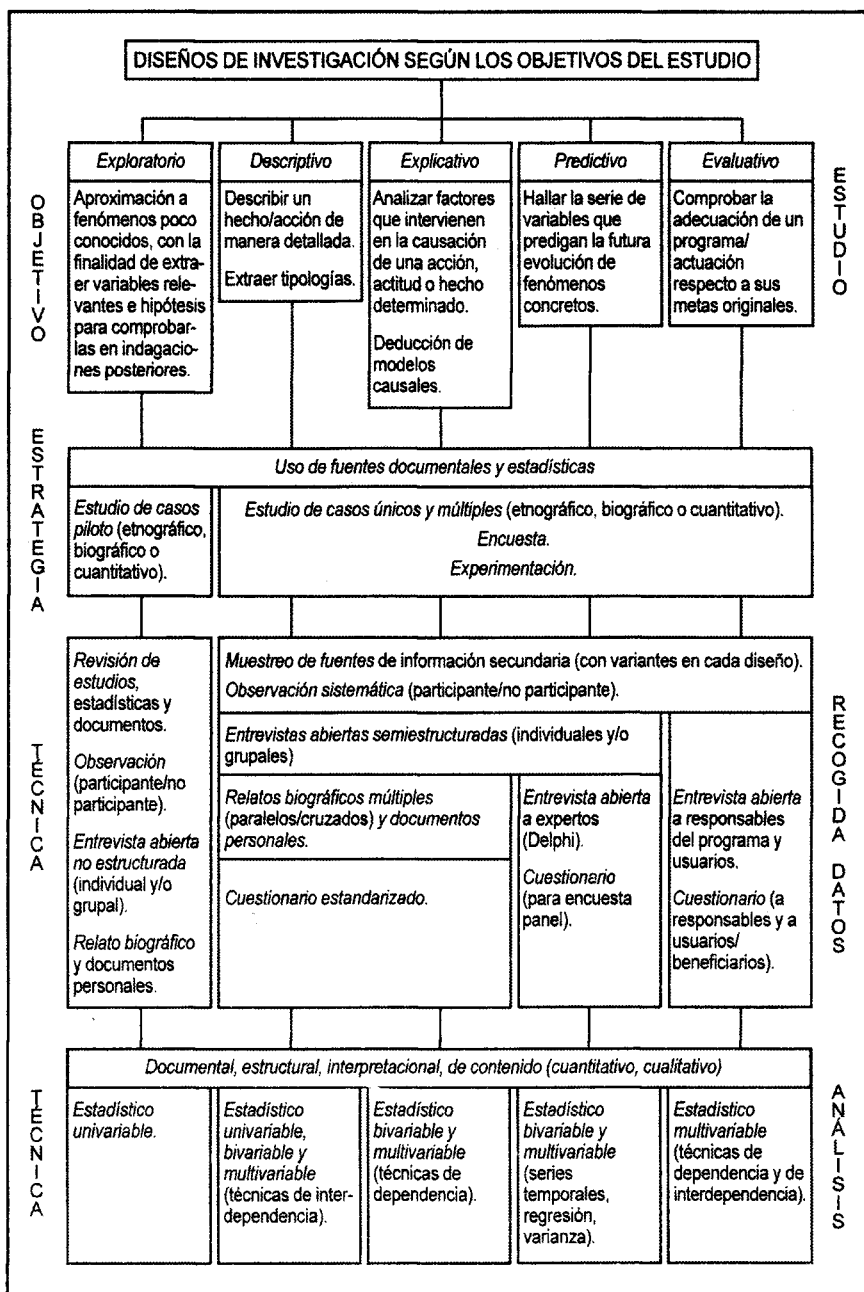 DISEÑOS DE INVESTIGACIÓN SEGÚN LOS OBJETIVOS DEL ESTUDIO
OBJETIVO
ESTUDIO
Exploratorio
Aproximación a
fenómenos poco
conocidos, con la
finalidad de extra-
er variables rele-
vantes e hipótesis
para comprobar-
las en indagacio-
nes posteriores.
Descriptivo
Describir un
hecho/acción de
manera detallada.
Extraer tipologías.
Explicativo
Analizar factores
que intervienen
en la causación
de una acción,
actitud o hecho
determinado.
Deducción de
modelos
causales.
Predictivo
Hallar la serie de
variables que
predigan la futura
evolución de
fenómenos
concretos.
Evaluativo
Comprobar la
adecuación de un
programa/
actuación
respecto a sus
metas originales.
ESTRATEGIA
Uso de fuentes documentales y estadísticas
Estudio de casos
piloto (etnográfico,
biográfico o
cuantitativo).
Estudio de casos únicos y múltiples (etnográfico, biográfico o cuantitativo).
Encuesta.
Experimentación.
TÉCNICA
RECOGIDA DATOS
Revisión de
estudios,
estadísticas y
documentos.
Observación
(participante/no
participante).
Entrevista abierta
no estructurada
(individual y/o
grupal).
Relato biográfico
y documentos
personales.
Muestreo de fuentes de información secundaria (con variantes en cada diseño).
Observación sistemática (participante/no participante).
Entrevistas abiertas semiestructuradas (individuales y/o
grupales)
Relatos biográficos múltiples
(paralelos/cruzados) y documentos
personales.
Cuestionario estandarizado.
Entrevista abierta
a expertos
(Delphi).
Cuestionario
(para encuesta
panel).
Entrevista abierta
a responsables
del programa y
usuarios.
Cuestionario (a
responsables y a
usuarios/
beneficiarios).
TÉCNICA
ANÁLISIS
Documental, estructural, interpretacional, de contenido (cuantitativo, cualitativo)
Estadístico
univariable.
Estadístico
univariable,
bivariable y
multivariable
(técnicas de inter-
dependencia).
Estadístico
bivariable y
multivariable
(técnicas de
dependencia).
Estadístico
bivariable y
multivariable
(series
temporales,
regresión,
varianza).
Estadístico
multivariable
(técnicas de
dependencia y de
interdependencia).